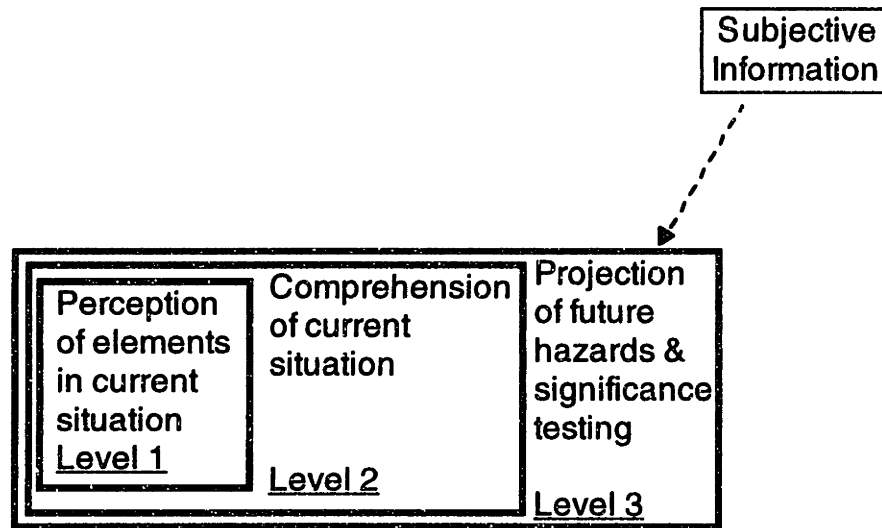 Subjective
Information
Perception
of elements
in current
situation
Level 1
Comprehension
of current
situation
Level 2
Projection
of future
hazards &
significance
testing
Level 3